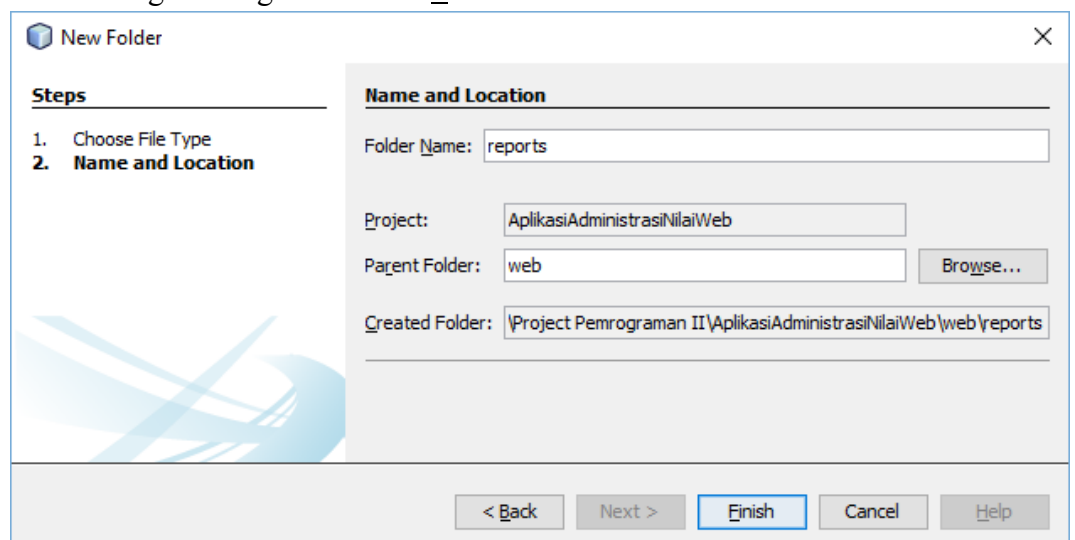 New Folder
Steps
1. Choose File Type
2. Name and Location
Name and Location
Folder Name: reports
Project: AplikasiAdministrasiNilaiWeb
Parent Folder: web Browse...
Created Folder: \Project Pemrograman II\AplikasiAdministrasiNilaiWeb\web\reports
< Back Next > Finish Cancel Help